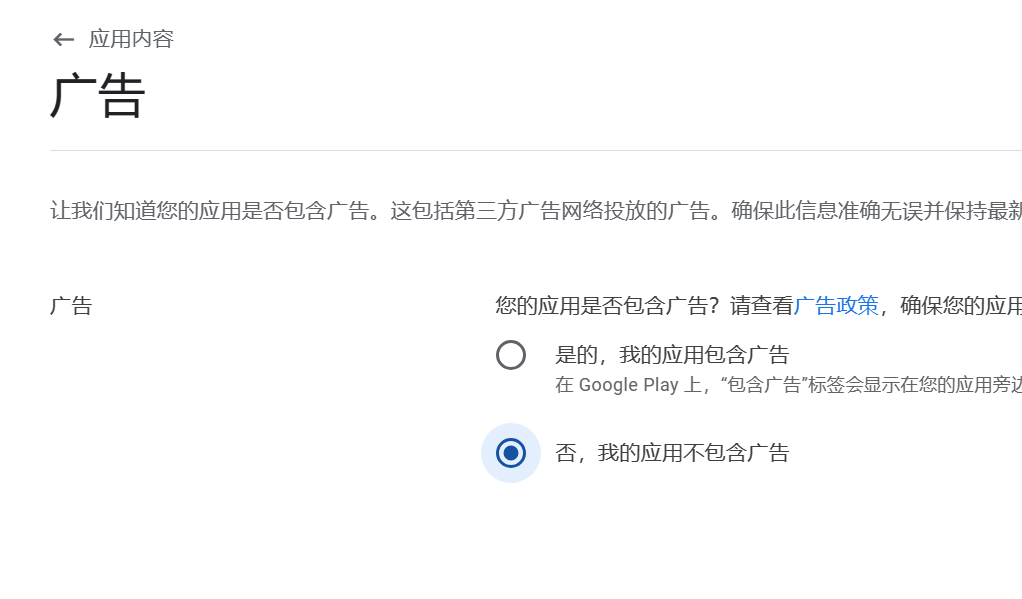 应用内容
广告
让我们知道您的应用是否包含广告。这包括第三方广告网络投放的广告。确保此信息准确无误并保持最新
广告
您的应用是否包含广告？请查看广告政策，确保您的应用
是的，我的应用包含广告
在 Google Play 上，“包含广告”标签会显示在您的应用旁边
否，我的应用不包含广告